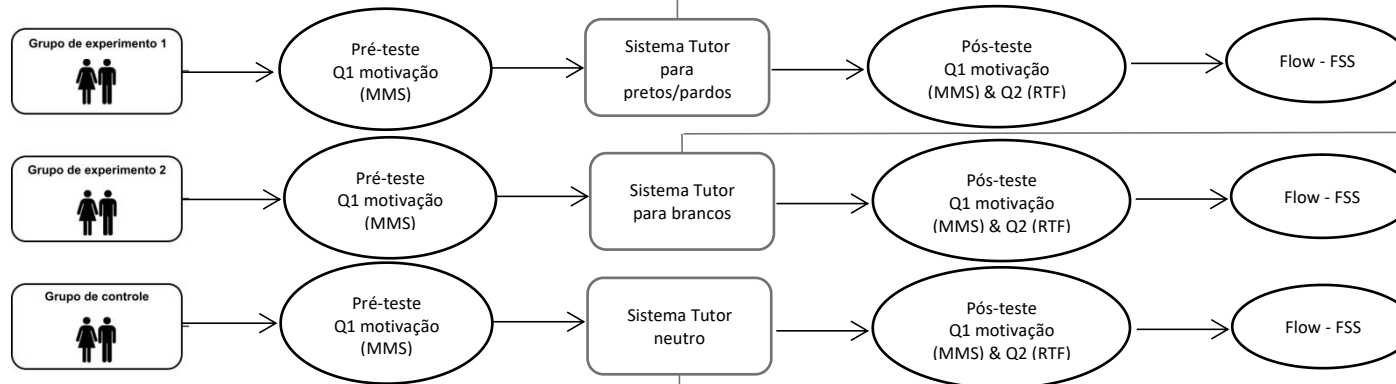 Grupo de experimento 1
Pré-teste
Q1 motivação
(MMS)
Sistema Tutor
para
pretos/pardos
Pós-teste
Q1 motivação
(MMS) & Q2 (RTF)
Flow - FSS
Grupo de experimento 2
Pré-teste
Q1 motivação
(MMS)
Sistema Tutor
para brancos
Pós-teste
Q1 motivação
(MMS) & Q2 (RTF)
Flow - FSS
Grupo de controle
Pré-teste
Q1 motivação
(MMS)
Sistema Tutor
neutro
Pós-teste
Q1 motivação
(MMS) & Q2 (RTF)
Flow - FSS